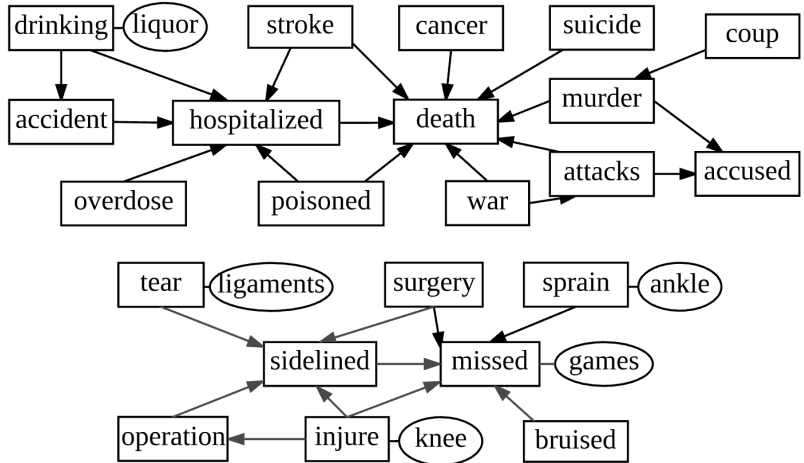 drinking
liquor
stroke
cancer
suicide
coup
accident
hospitalized
death
murder
overdose
poisoned
war
attacks
accused
tear
ligaments
surgery
sprain
ankle
sidelined
missed
games
operation
injure
knee
bruised